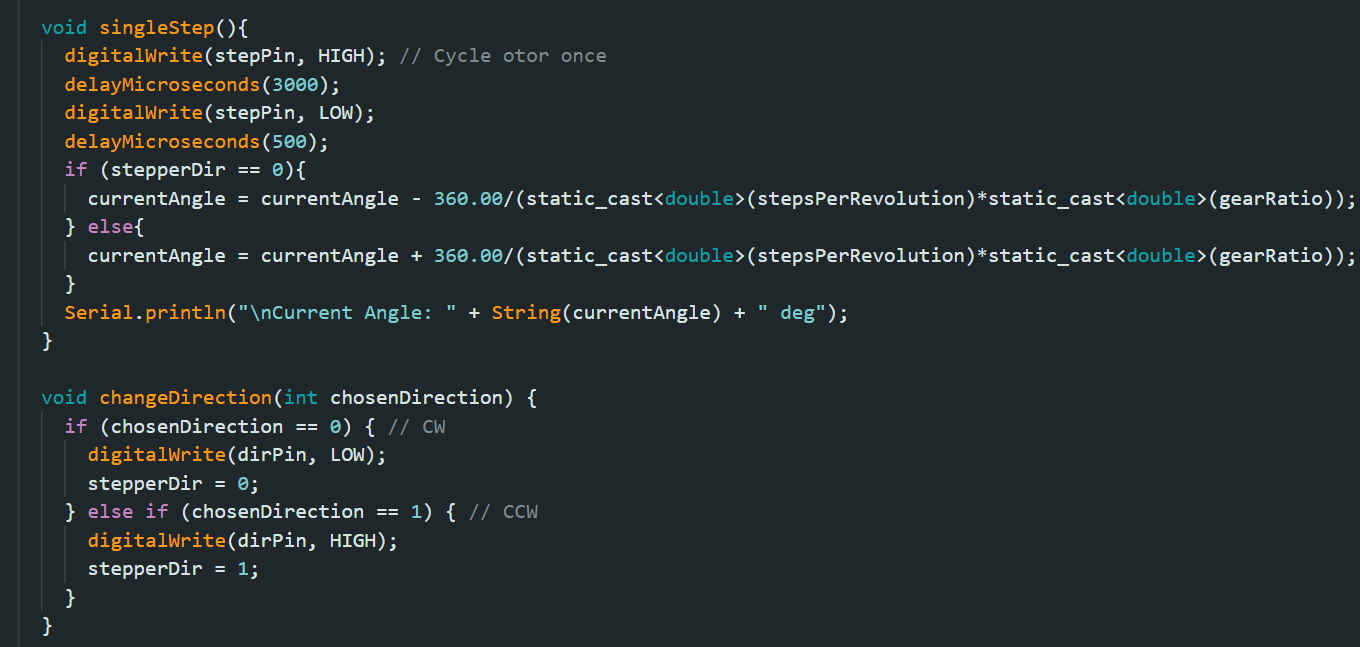 void singleStep(){
  digitalWrite(stepPin, HIGH); // Cycle otor once
  delayMicroseconds(3000);
  digitalWrite(stepPin, LOW);
  delayMicroseconds(500);
  if (stepperDir == 0){
    currentAngle = currentAngle - 360.00/(static_cast<double>(stepsPerRevolution)*static_cast<double>(gearRatio));
  } else{
    currentAngle = currentAngle + 360.00/(static_cast<double>(stepsPerRevolution)*static_cast<double>(gearRatio));
  }
  Serial.println("\nCurrent Angle: " + String(currentAngle) + " deg");
}

void changeDirection(int chosenDirection) {
  if (chosenDirection == 0) { // CW
    digitalWrite(dirPin, LOW);
    stepperDir = 0;
  } else if (chosenDirection == 1) { // CCW
    digitalWrite(dirPin, HIGH);
    stepperDir = 1;
  }
}